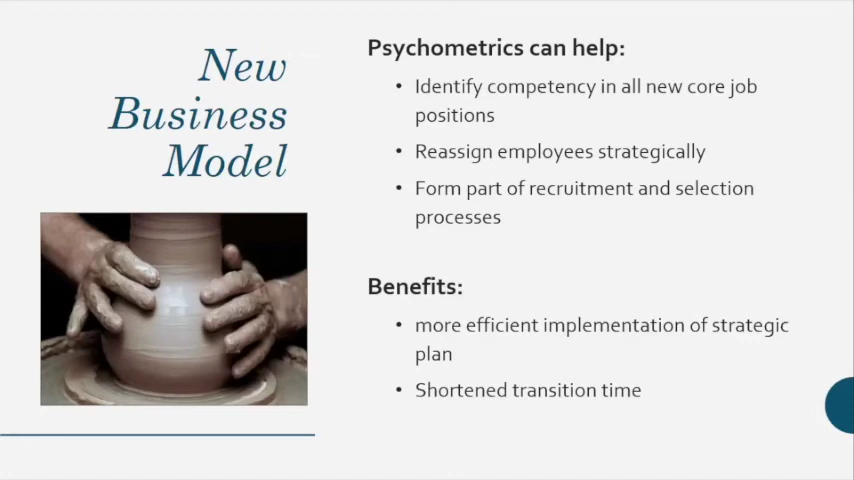 New
Business
Model
Psychometrics can help:
• Identify competency in all new core job
positions
• Reassign employees strategically
• Form part of recruitment and selection
processes
Benefits:
• more efficient implementation of strategic
plan
• Shortened transition time